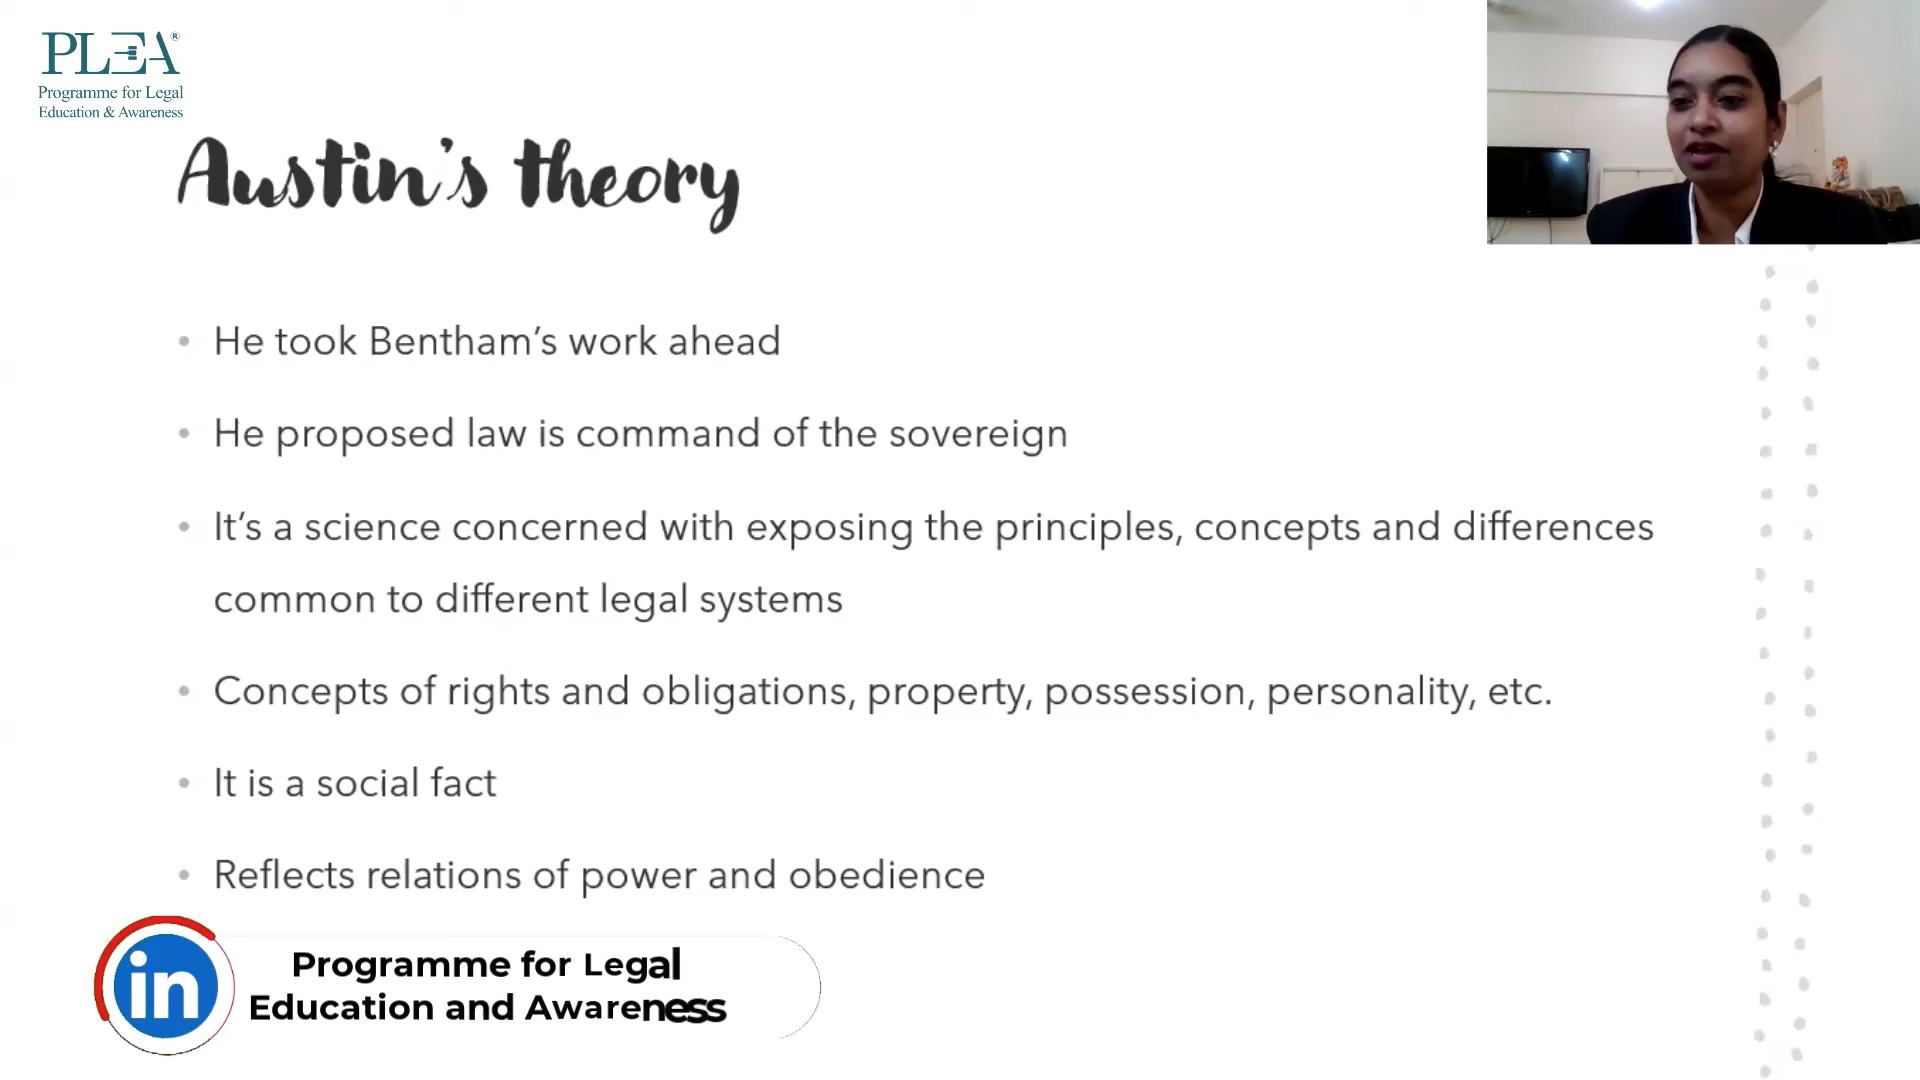 PLEA®
Programme for Legal
Education & Awareness
Austin's theory
• He took Bentham's work ahead
• He proposed law is command of the sovereign
• It's a science concerned with exposing the principles, concepts and differences
common to different legal systems
• Concepts of rights and obligations, property, possession, personality, etc.
• It is a social fact
• Reflects relations of power and obedience
in
Programme for Legal
Education and Awareness